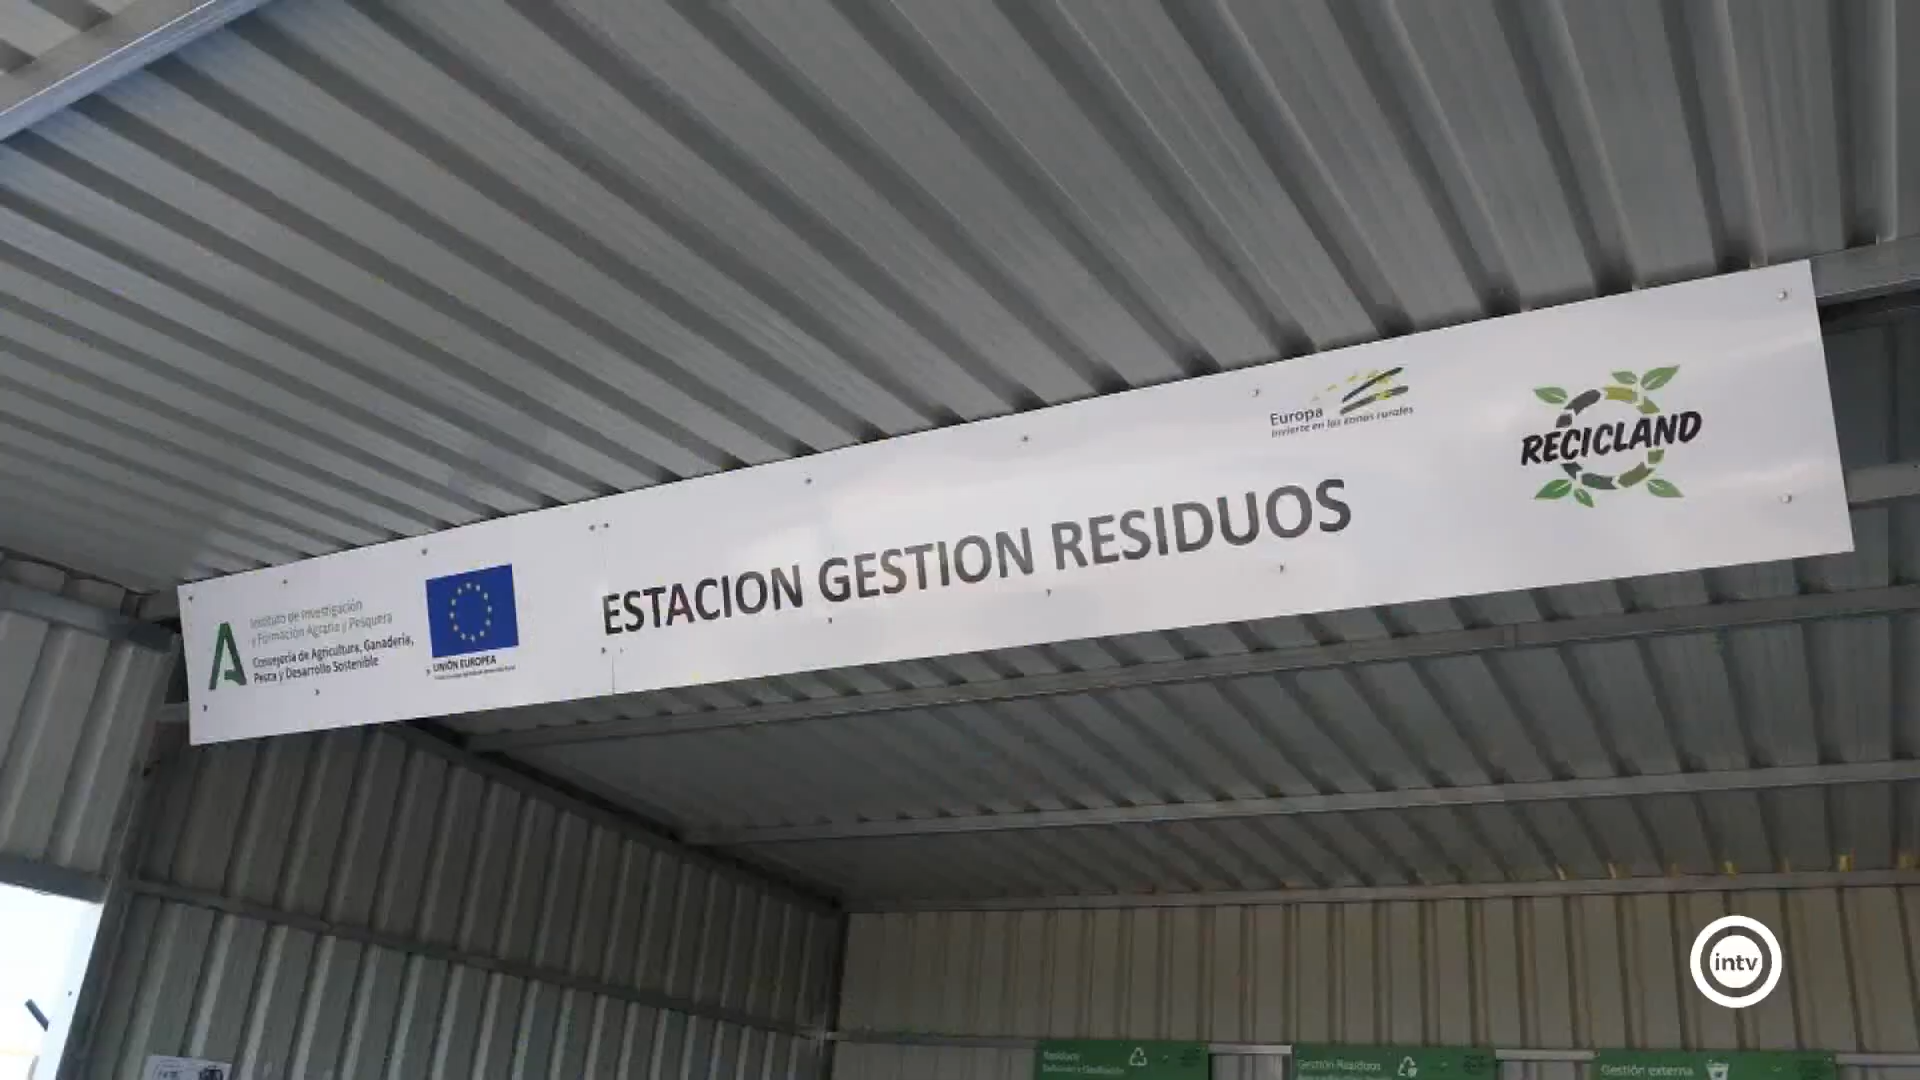 Instituto de Investigación
y Formación Agraria y Pesquera
Consejería de Agricultura, Ganadería,
Pesca y Desarrollo Sostenible
UNIÓN EUROPEA
ESTACION GESTION RESIDUOS
Europa
invierte en las zonas rurales
RECICLAND
intv
Residuos
Gestión Residuos
Gestión externa